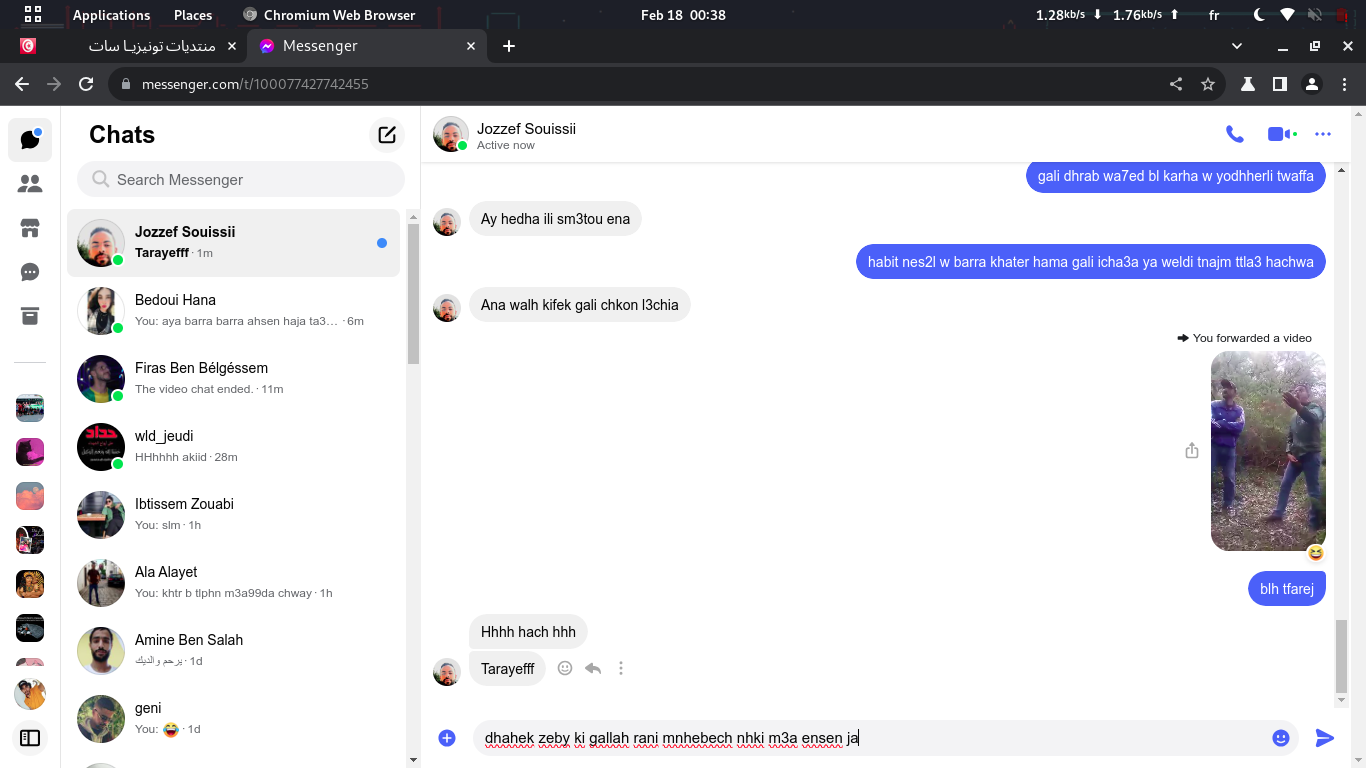 Applications Places Chromium Web Browser Feb 18 00:38 1.28kb/s 1.76kb/s fr
منتديات تونيزيـا سات Messenger
messenger.com/t/100077427742455
Chats
Search Messenger
Jozzef Souissii
Tarayefff · 1m
Bedoui Hana
You: aya barra barra ahsen haja ta3… · 6m
Firas Ben Bélgéssem
The video chat ended. · 11m
wld_jeudi
HHhhhh akiid · 28m
Ibtissem Zouabi
You: slm · 1h
Ala Alayet
You: khtr b tlphn m3a99da chway · 1h
Amine Ben Salah
يرحم والديك · 1d
geni
You: 😂 · 1d
Jozzef Souissii
Active now
gali dhrab wa7ed bl karha w yodhherli twaffa
Ay hedha ili sm3tou ena
habit nes2l w barra khater hama gali icha3a ya weldi tnajm ttla3 hachwa
Ana walh kifek gali chkon l3chia
You forwarded a video
blh tfarej
Hhhh hach hhh
Tarayefff
dhahek zeby ki gallah rani mnhebech nhki m3a ensen ja